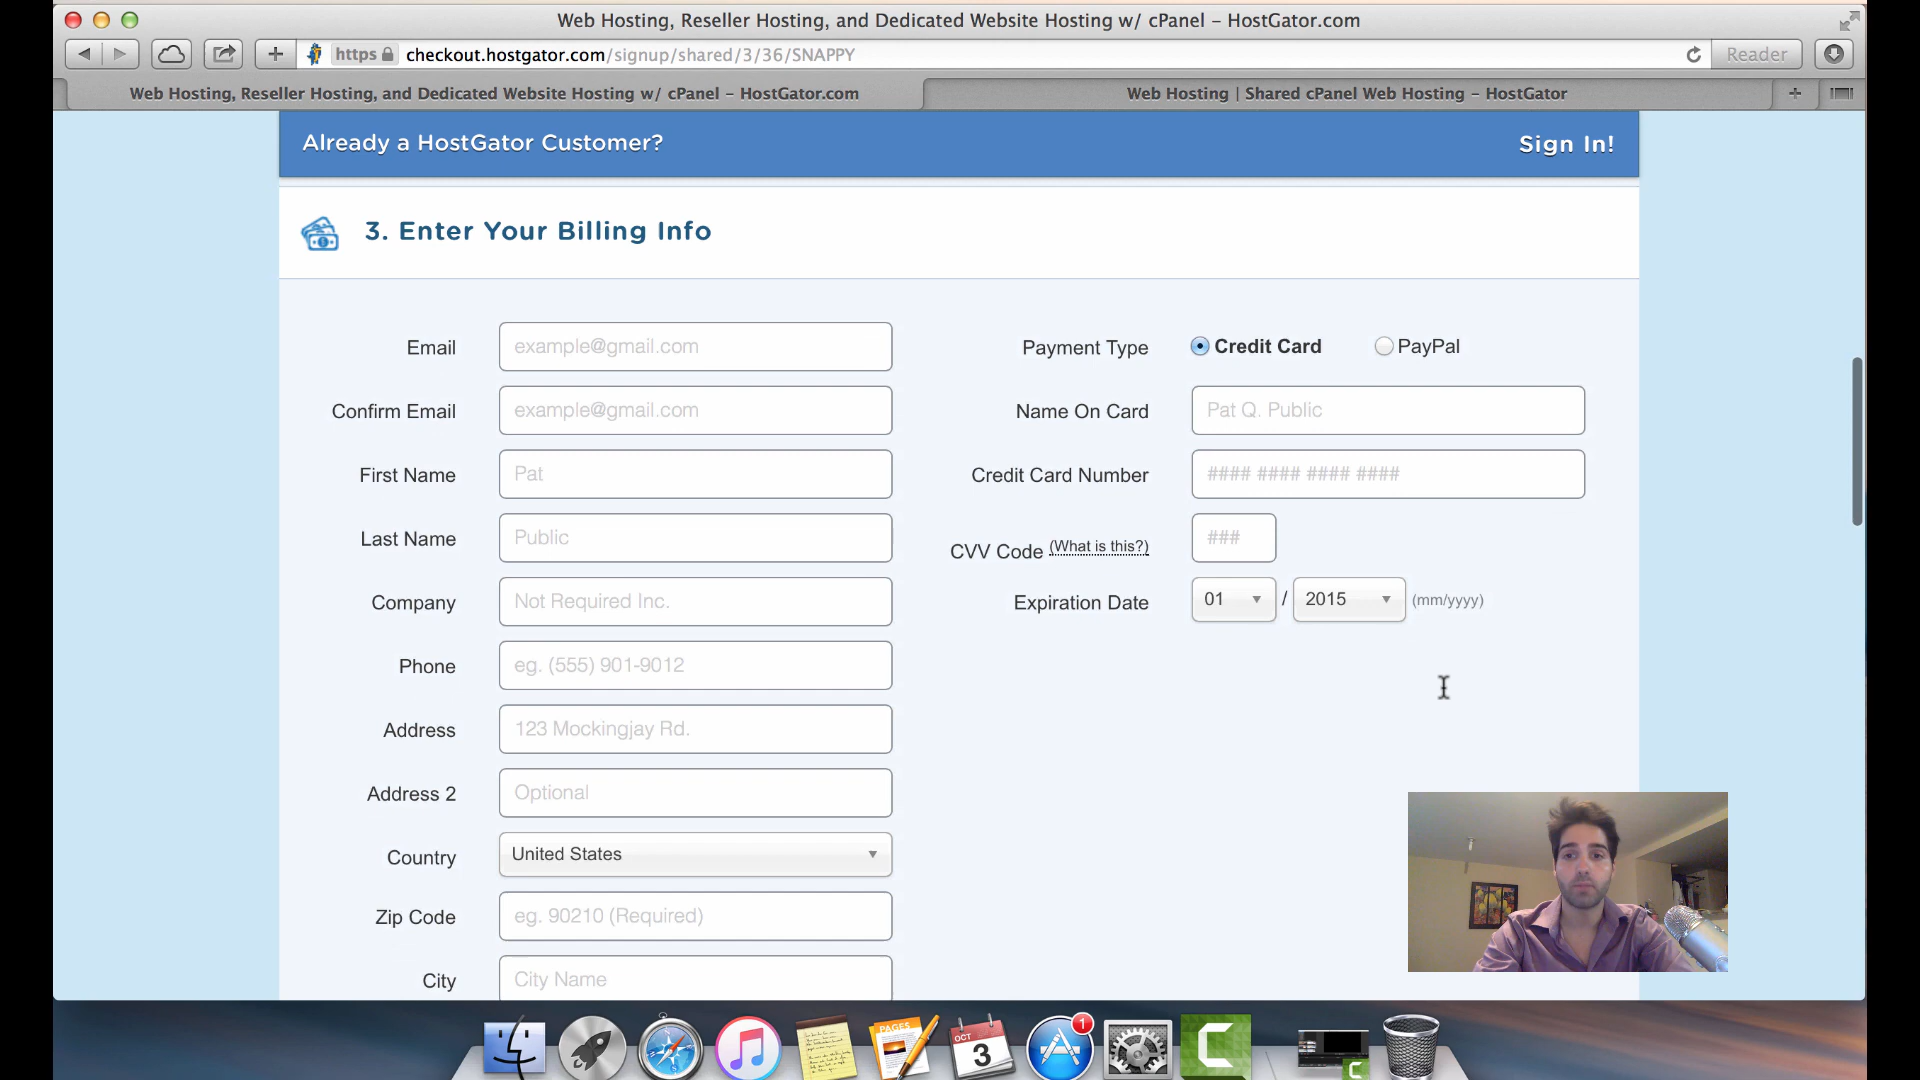 Web Hosting, Reseller Hosting, and Dedicated Website Hosting w/ cPanel – HostGator.com
https checkout.hostgator.com/signup/shared/3/36/SNAPPY
Reader
Web Hosting, Reseller Hosting, and Dedicated Website Hosting w/ cPanel – HostGator.com
Web Hosting | Shared cPanel Web Hosting – HostGator
Already a HostGator Customer?
Sign In!
3. Enter Your Billing Info
Email
example@gmail.com
Confirm Email
example@gmail.com
First Name
Pat
Last Name
Public
Company
Not Required Inc.
Phone
eg. (555) 901-9012
Address
123 Mockingjay Rd.
Address 2
Optional
Country
United States
Zip Code
eg. 90210 (Required)
City
City Name
Payment Type
Credit Card
PayPal
Name On Card
Pat Q. Public
Credit Card Number
#### #### #### ####
CVV Code (What is this?)
###
Expiration Date
01 / 2015 (mm/yyyy)
PAGES
OCT
3
1